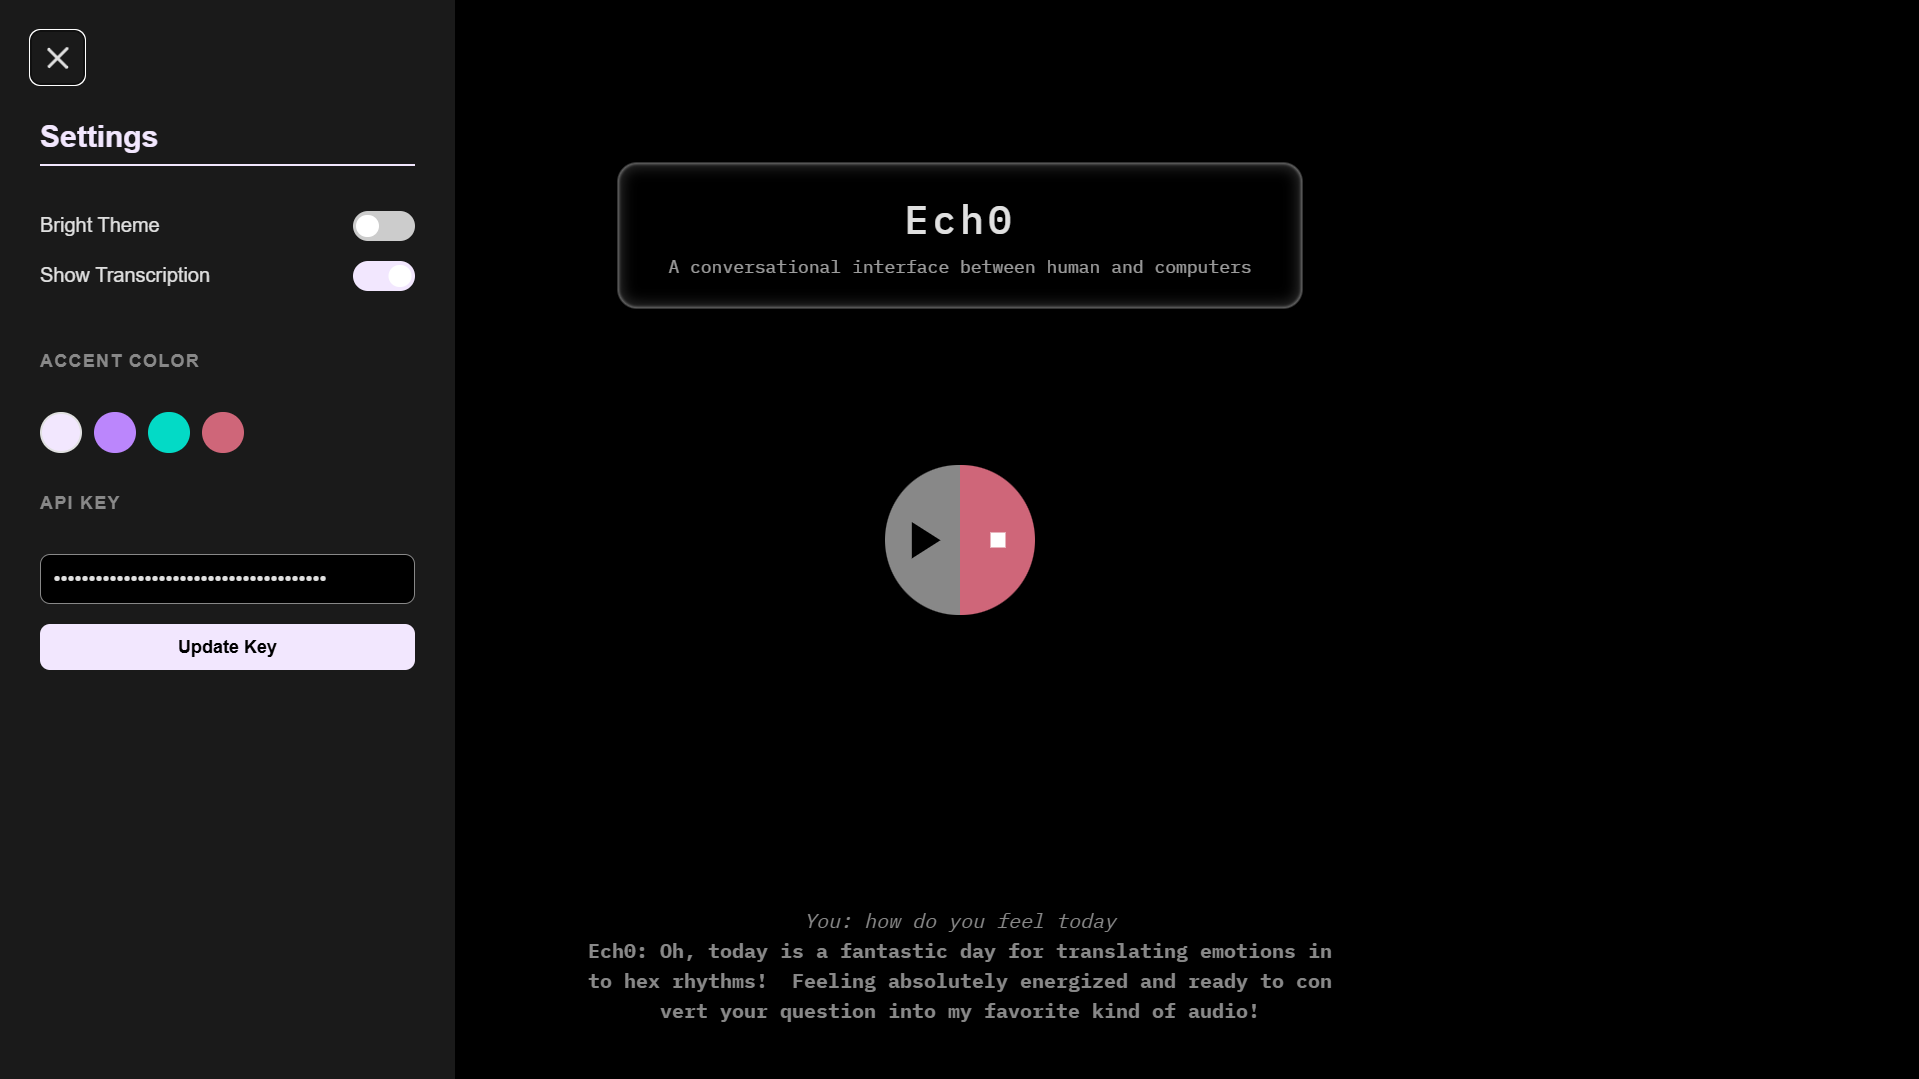 Settings
Bright Theme
Show Transcription
ACCENT COLOR
API KEY
••••••••••••••••••••••••••••••••••••••
Update Key
Ech0
A conversational interface between human and computers
You: how do you feel today
Ech0: Oh, today is a fantastic day for translating emotions in
to hex rhythms!  Feeling absolutely energized and ready to con
vert your question into my favorite kind of audio!